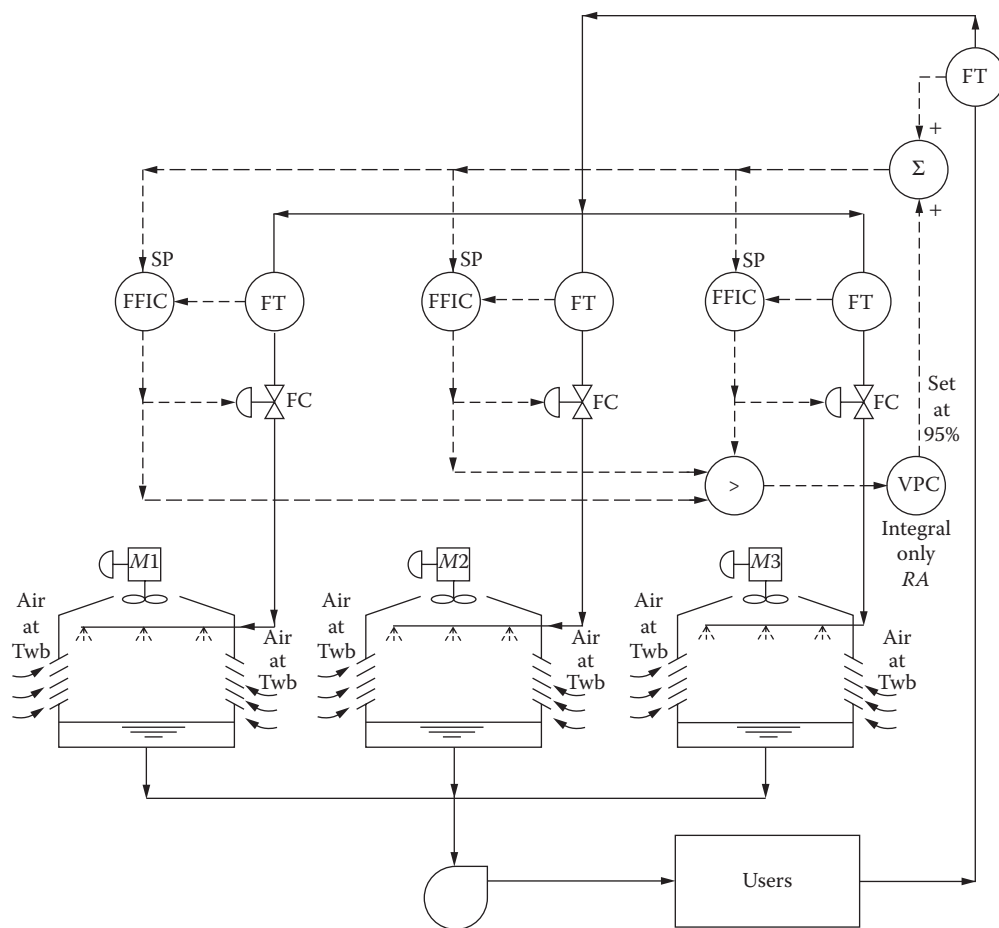 FT
+
Σ
+
SP
SP
SP
FFIC
FT
FFIC
FT
FFIC
FT
FC
FC
FC
Set
at
95%
>
VPC
Integral
only
RA
M1
M2
M3
Air
at
Twb
Air
at
Twb
Air
at
Twb
Air
at
Twb
Air
at
Twb
Air
at
Twb
Users